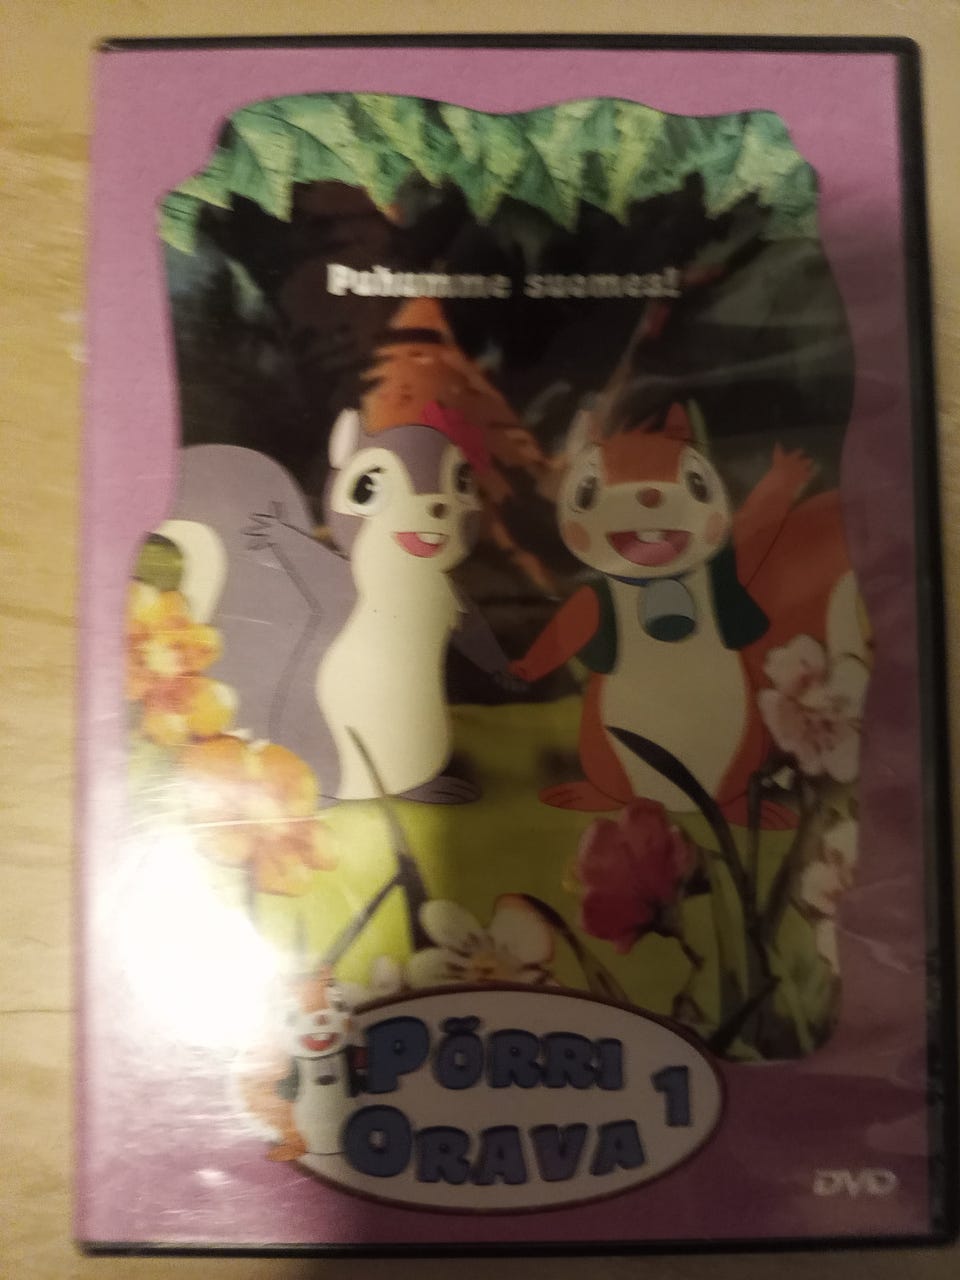 Puhumme suomea!
PÖRRI
ORAVA 1
DVD